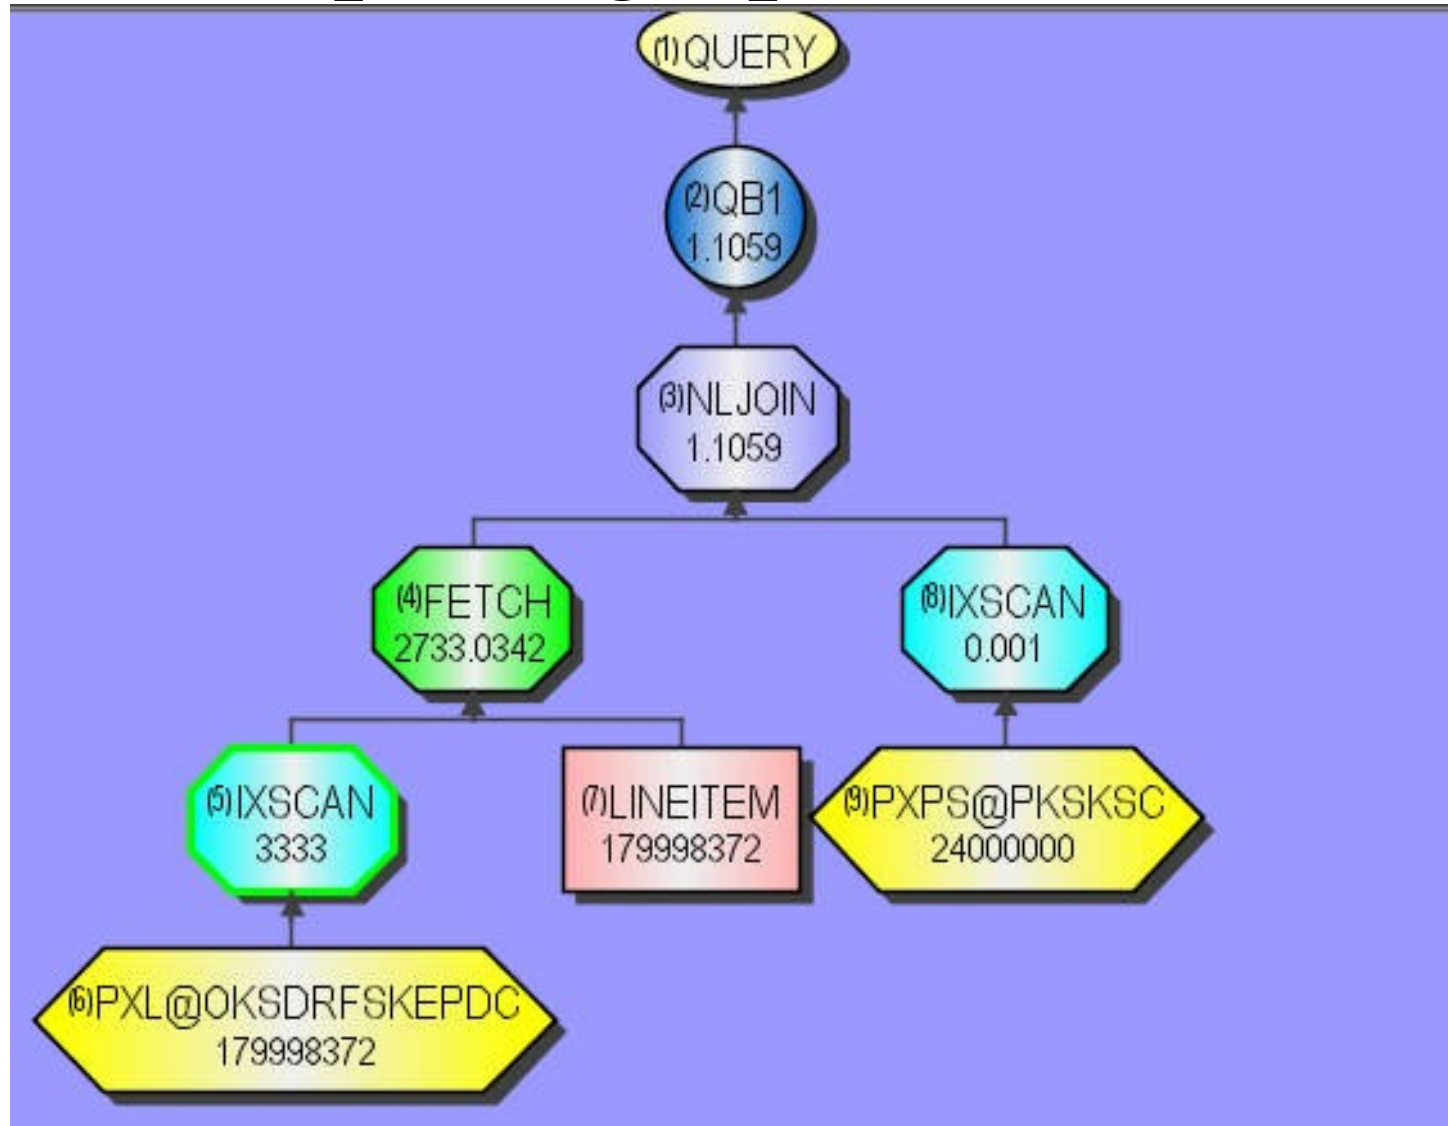 (1)QUERY
(2)QB1
1.1059
(3)NLJOIN
1.1059
(4)FETCH
2733.0342
(8)IXSCAN
0.001
(5)IXSCAN
3333
(7)LINEITEM
179998372
(9)PXPS@PKSKSC
24000000
(6)PXL@OKSDRFSKEPDC
179998372